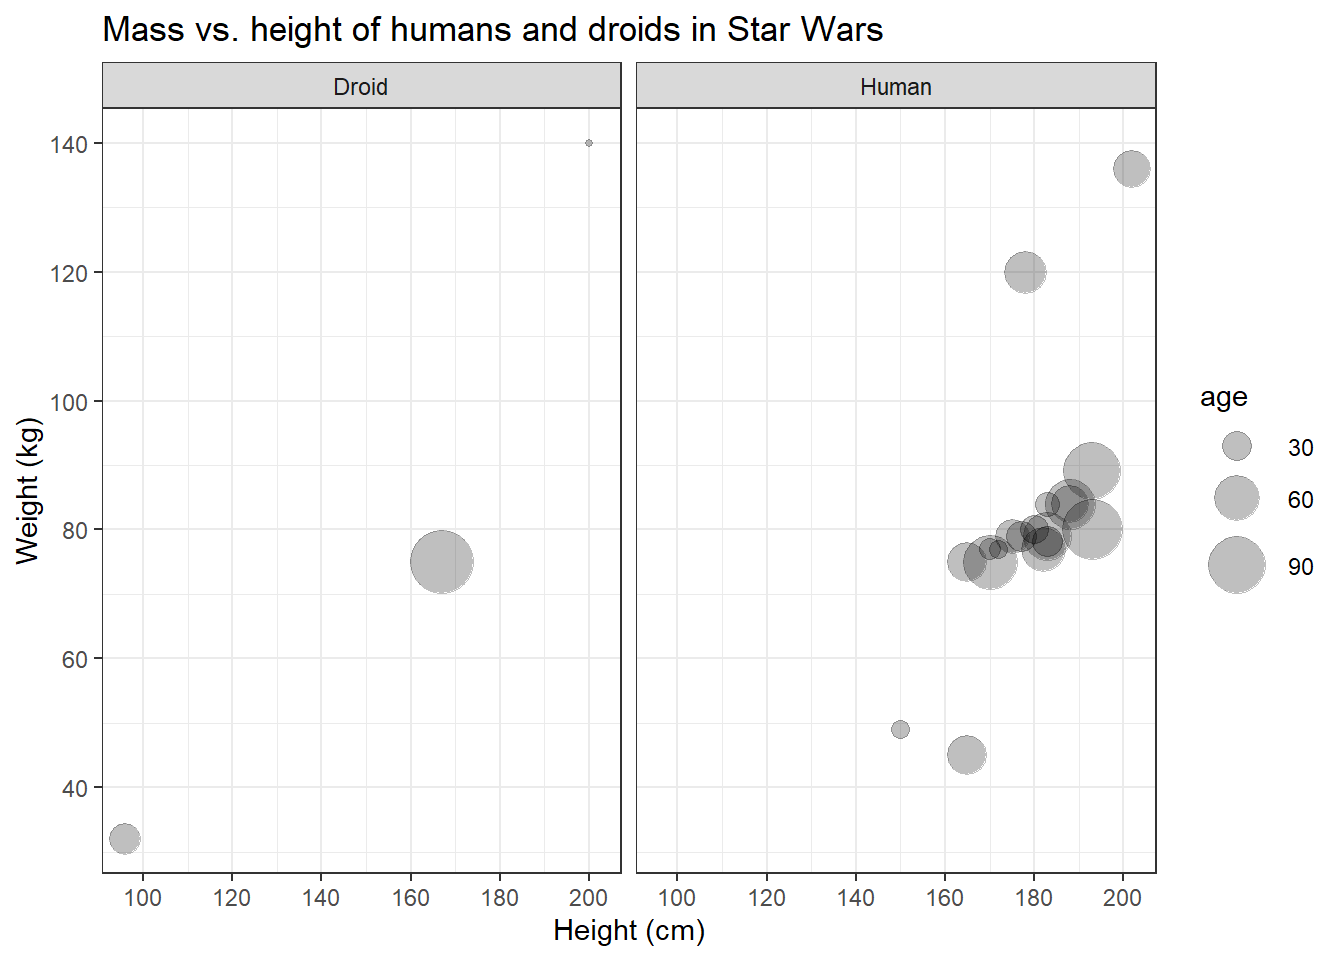 Mass vs. height of humans and droids in Star Wars
Droid
Human
140
120
100
80
60
40
Weight (kg)
100 120 140 160 180 200
100 120 140 160 180 200
Height (cm)
age
30
60
90